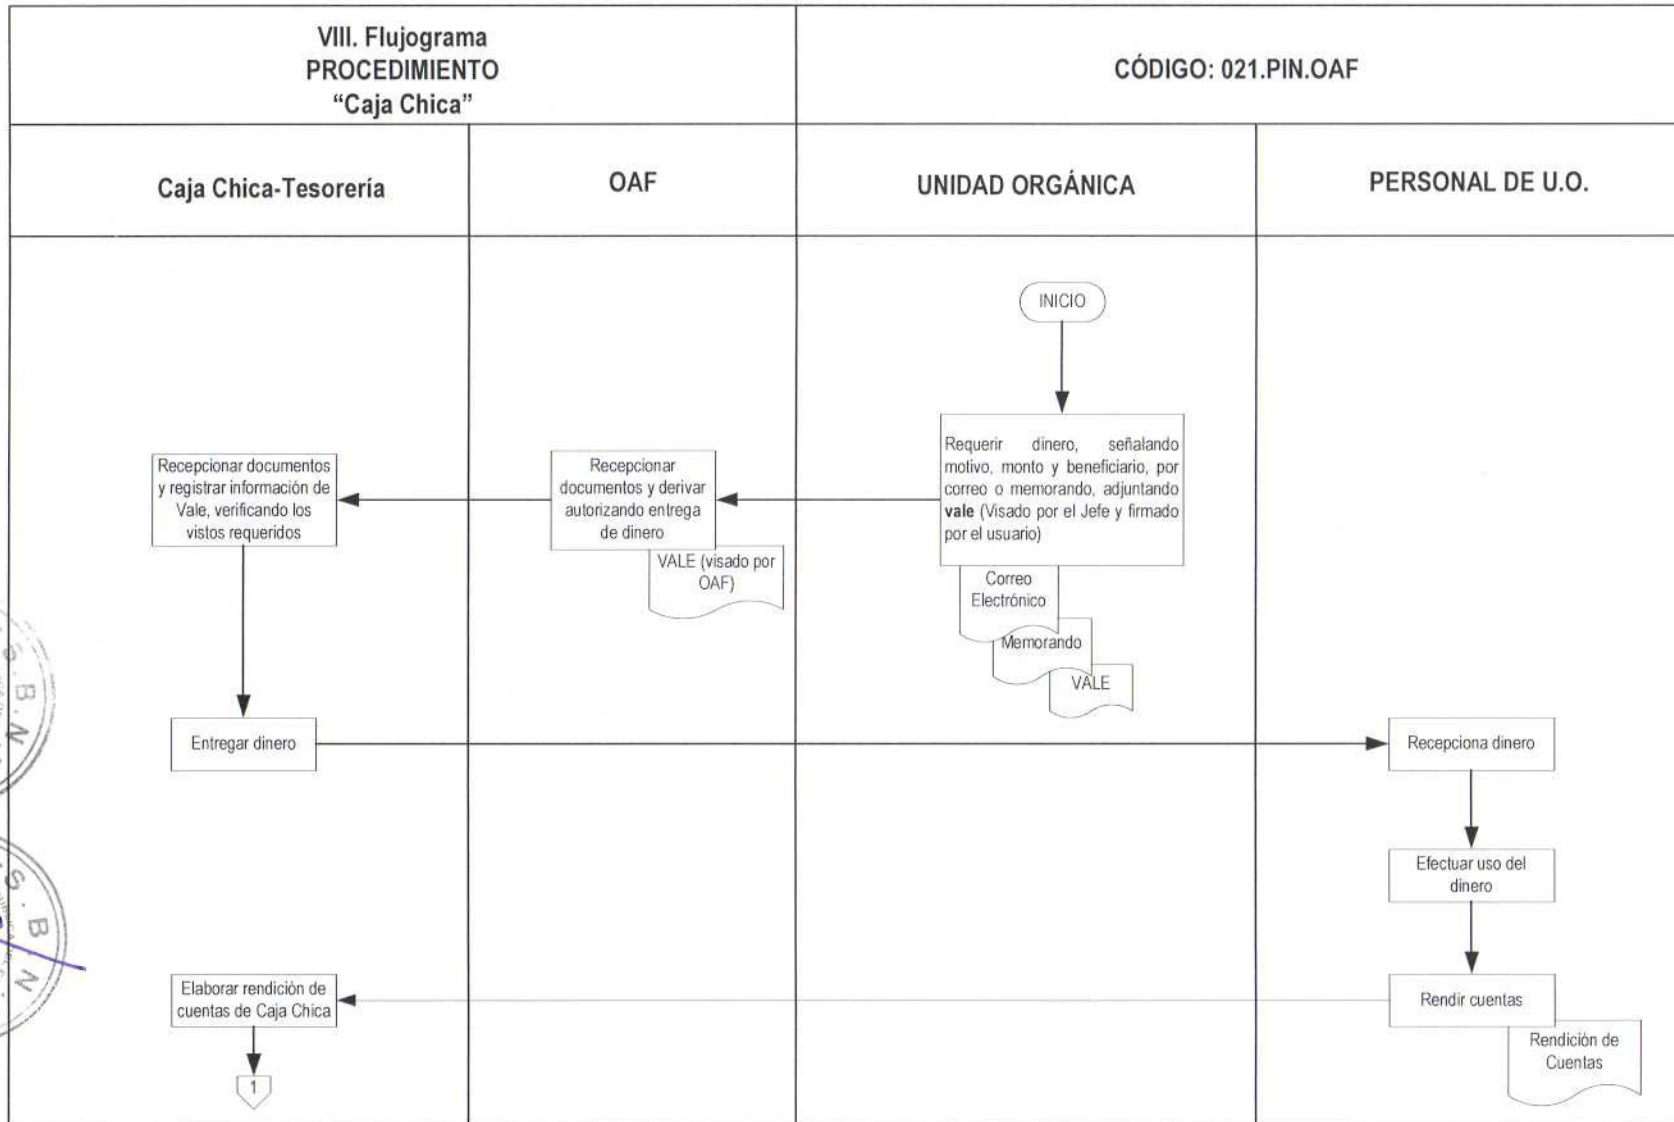 VIII. Flujograma
PROCEDIMIENTO
“Caja Chica”
CÓDIGO: 021.PIN.OAF
Caja Chica-Tesorería
OAF
UNIDAD ORGÁNICA
PERSONAL DE U.O.
INICIO
Requerir dinero, señalando
motivo, monto y beneficiario, por
correo o memorando, adjuntando
vale (Visado por el Jefe y firmado
por el usuario)
Correo
Electrónico
Memorando
VALE
Recepcionar
documentos y derivar
autorizando entrega
de dinero
VALE (visado por
OAF)
Recepcionar documentos
y registrar información de
Vale, verificando los
vistos requeridos
Entregar dinero
Recepciona dinero
Efectuar uso del
dinero
Rendir cuentas
Rendición de
Cuentas
Elaborar rendición de
cuentas de Caja Chica
1
S.B.N
S.B.N